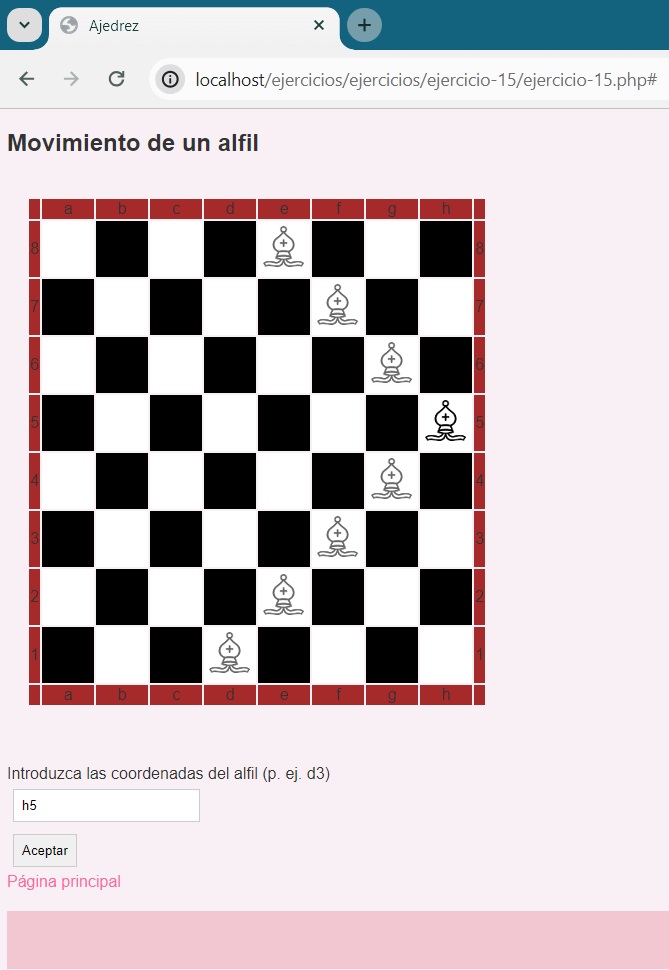 Ajedrez
localhost/ejercicios/ejercicios/ejercicio-15/ejercicio-15.php#
Movimiento de un alfil
a b c d e f g h
8 8
7 7
6 6
5 5
4 4
3 3
2 2
1 1
a b c d e f g h
Introduzca las coordenadas del alfil (p. ej. d3)
h5
Aceptar
Página principal